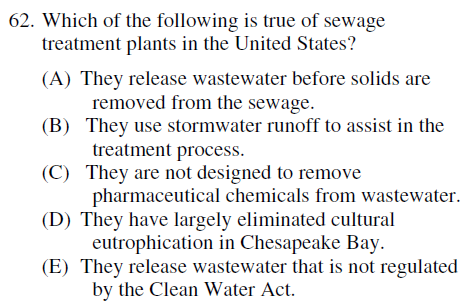 62. Which of the following is true of sewage
treatment plants in the United States?
(A) They release wastewater before solids are
removed from the sewage.
(B) They use stormwater runoff to assist in the
treatment process.
(C) They are not designed to remove
pharmaceutical chemicals from wastewater.
(D) They have largely eliminated cultural
eutrophication in Chesapeake Bay.
(E) They release wastewater that is not regulated
by the Clean Water Act.